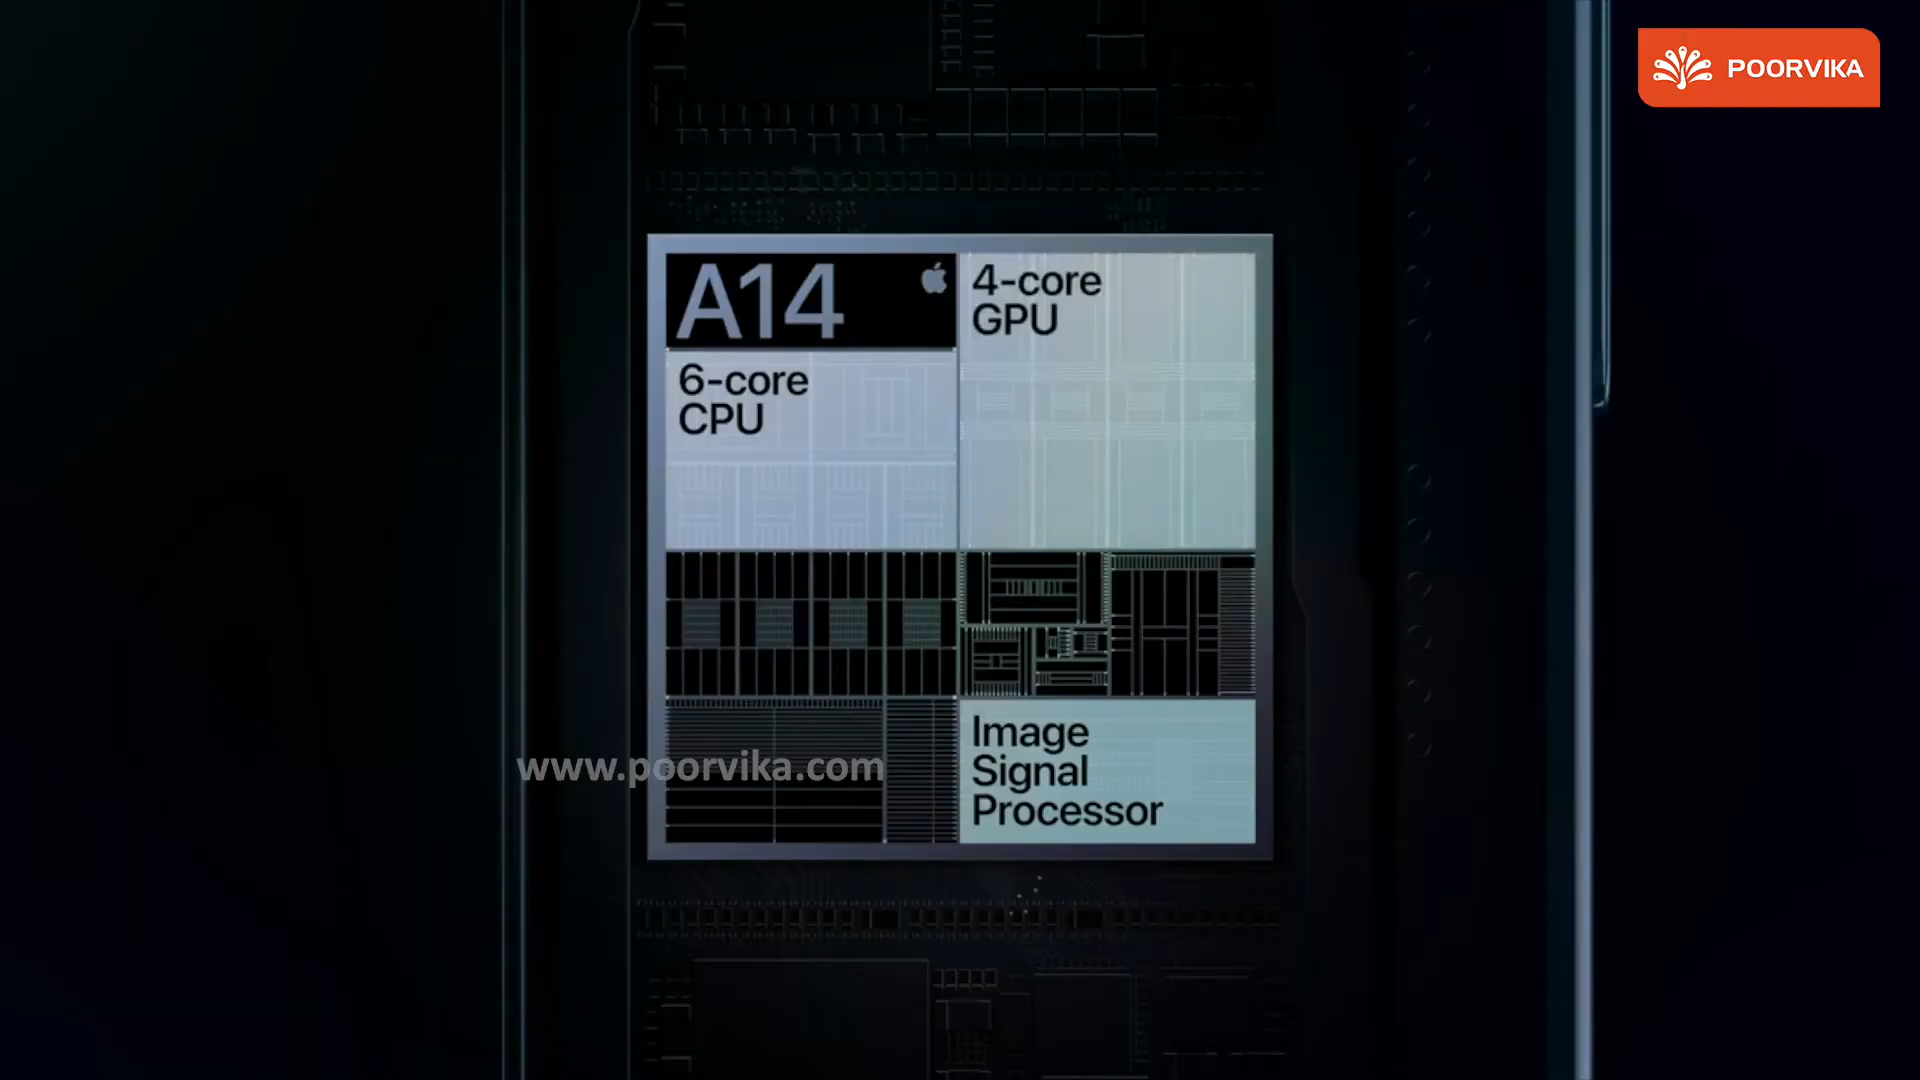 POORVIKA
A14
4-core
GPU
6-core
CPU
www.poorvika.com
Image
Signal
Processor